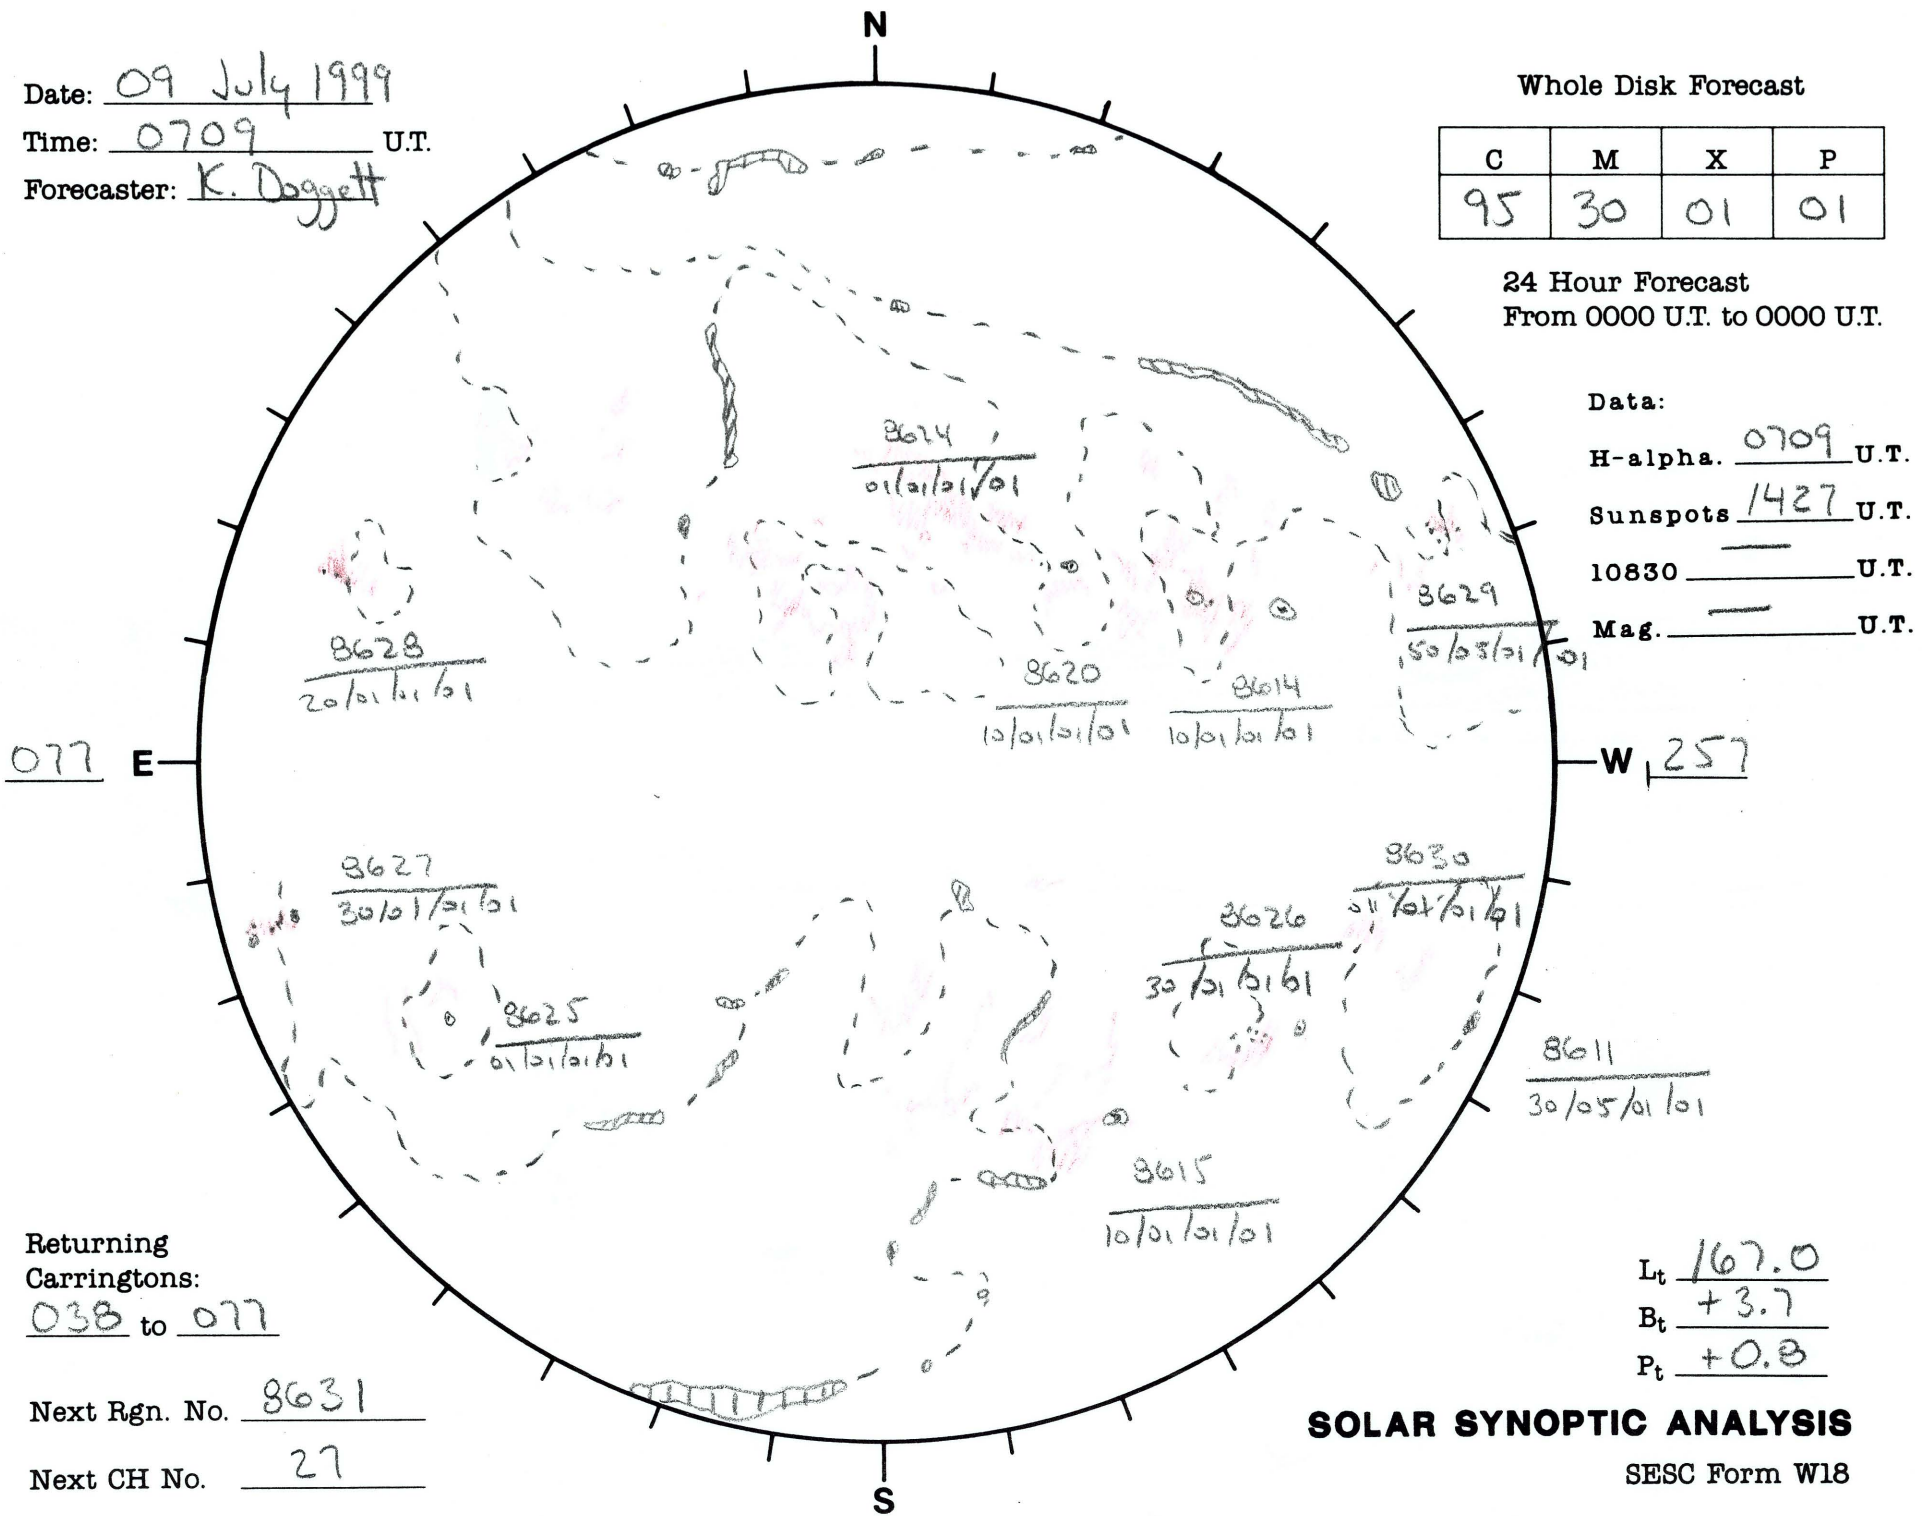 N
Date: 09 July 1999
Time: 0709 U.T.
Forecaster: K. Doggett
Whole Disk Forecast
C M X P
95 30 01 01
24 Hour Forecast
From 0000 U.T. to 0000 U.T.
Data:
H-alpha. 0709 U.T.
Sunspots 1427 U.T.
10830 — U.T.
Mag. — U.T.
8624
01/01/01/01
8629
50/05/01/01
8628
20/01/01/01
8620
10/01/01/01
8614
10/01/01/01
077 E
W 257
8627
30/01/01/01
8630
01/01/01/01
8626
30/01/01/01
8625
01/01/01/01
8611
30/05/01/01
8615
10/01/01/01
Returning
Carringtons:
038 to 077
Next Rgn. No. 8631
Next CH No. 27
Lt 167.0
Bt +3.7
Pt +0.8
SOLAR SYNOPTIC ANALYSIS
SESC Form W18
S